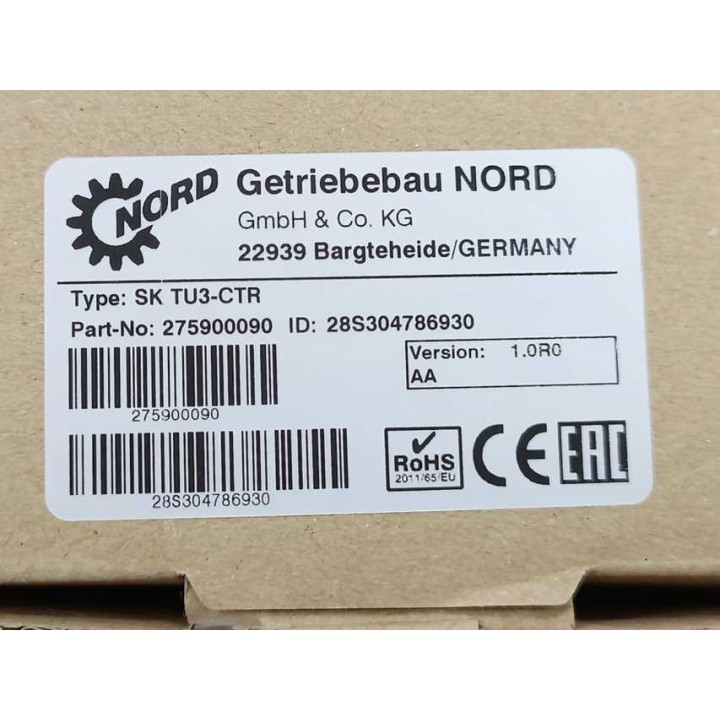 NORD
Getriebebau NORD
GmbH & Co. KG
22939 Bargteheide/GERMANY
Type: SK TU3-CTR
Part-No: 275900090 ID: 28S304786930
Version: 1.0R0
AA
275900090
28S304786930
RoHS
2011/65/EU
CE
EAC